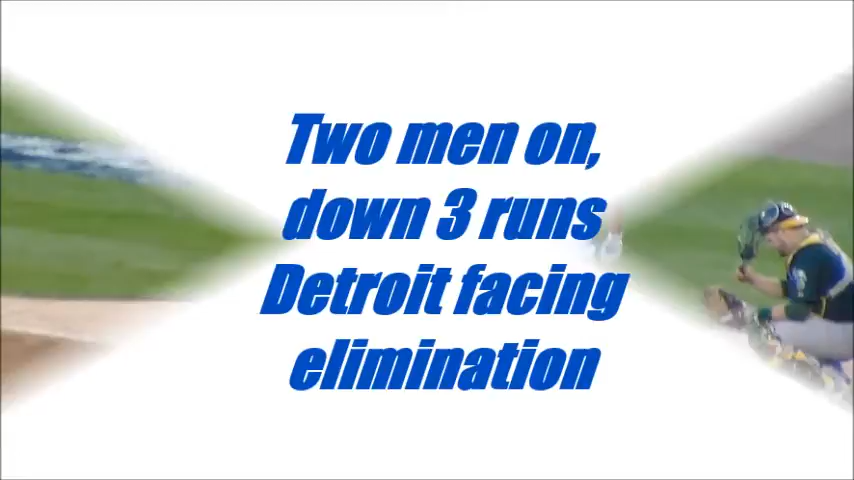 Two men on,
down 3 runs
Detroit facing
elimination